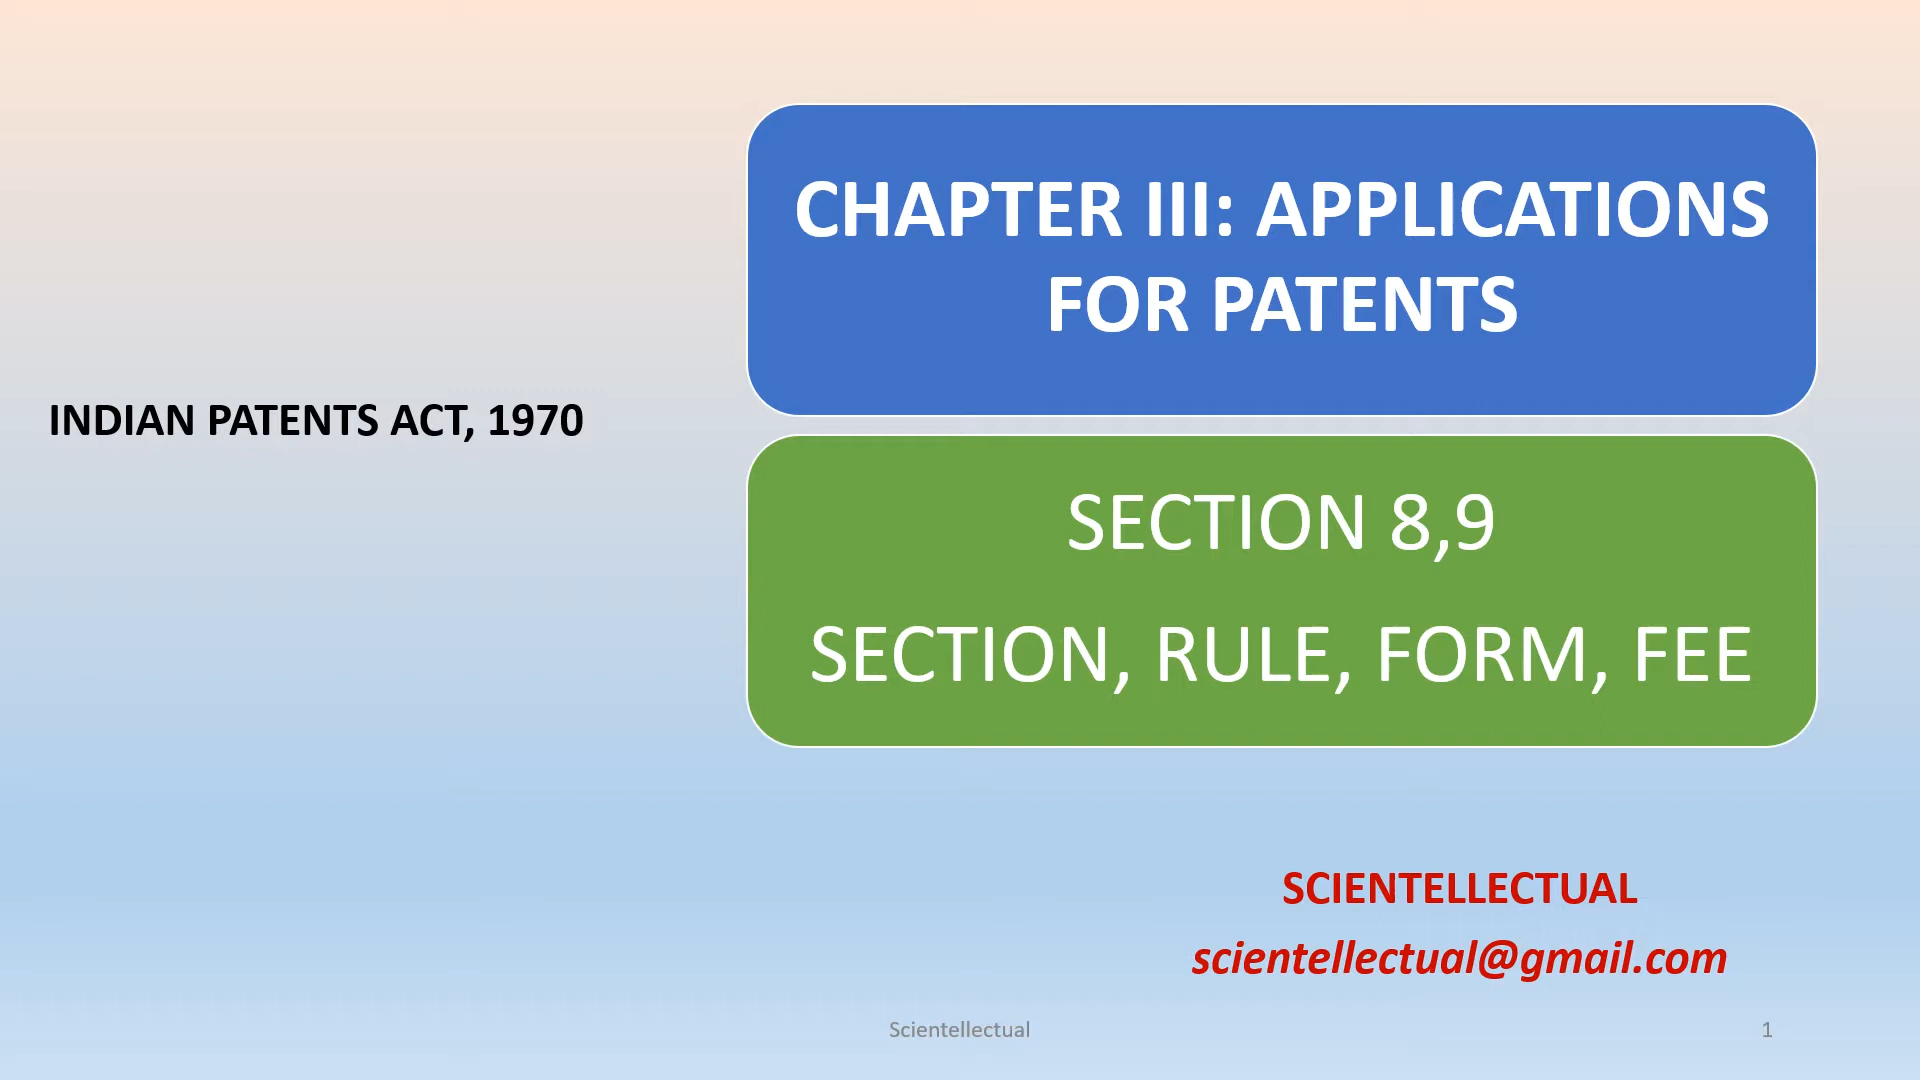 INDIAN PATENTS ACT, 1970
CHAPTER III: APPLICATIONS
FOR PATENTS
SECTION 8,9
SECTION, RULE, FORM, FEE
SCIENTELLECTUAL
scientellectual@gmail.com
Scientellectual
1